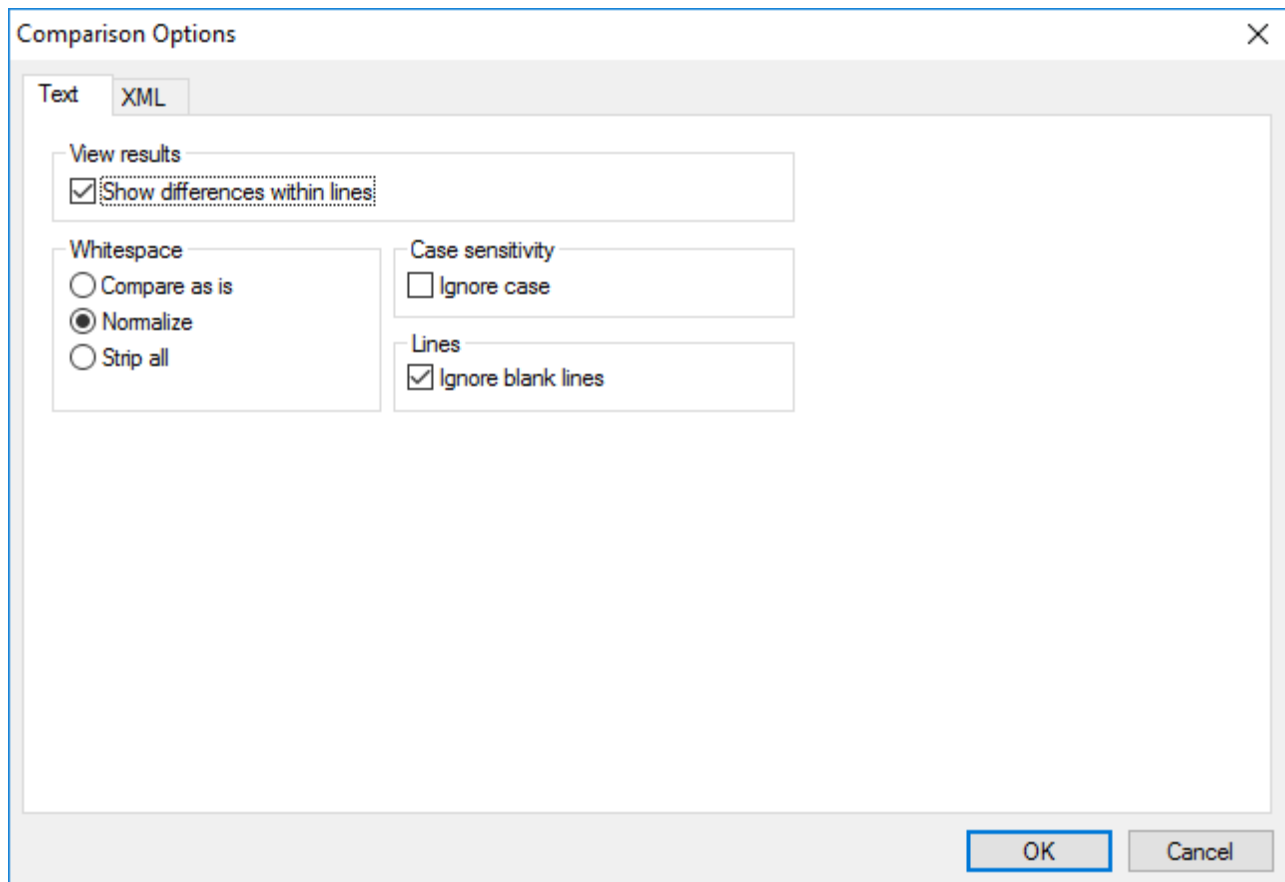 Comparison Options
Text XML
View results
Show differences within lines
Whitespace
Compare as is
Normalize
Strip all
Case sensitivity
Ignore case
Lines
Ignore blank lines
OK Cancel